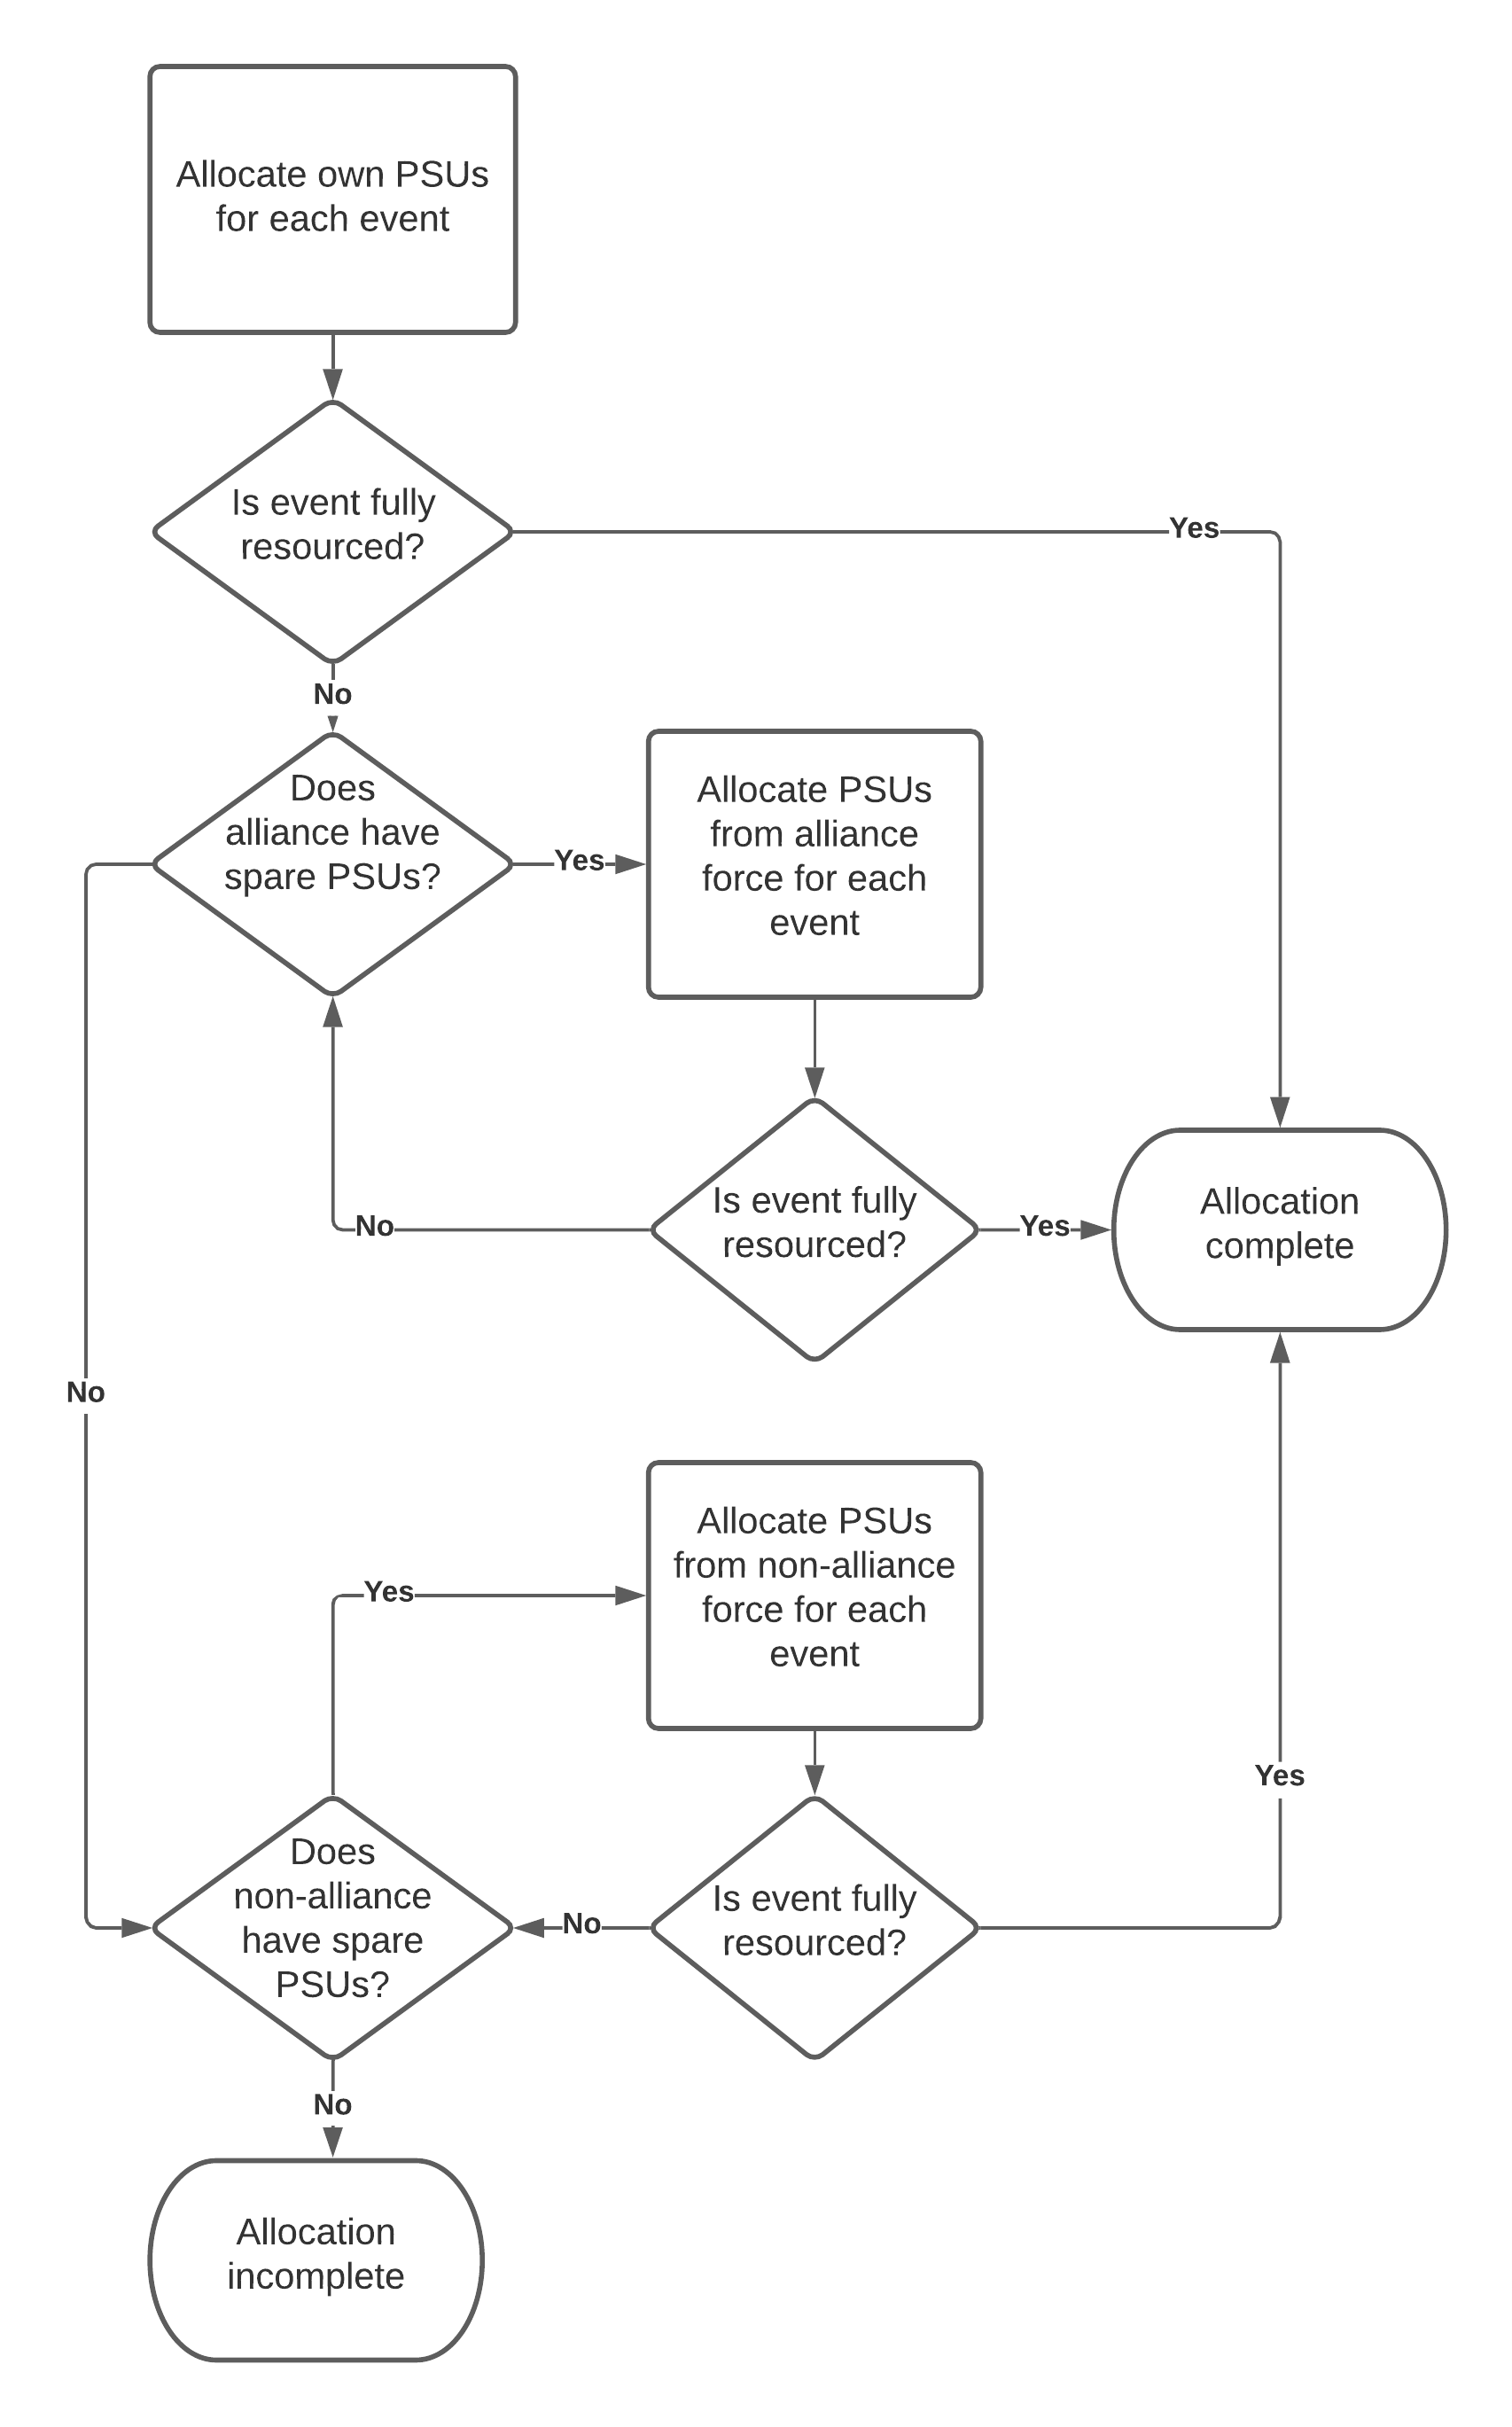 Allocate own PSUs
for each event
Is event fully
resourced?
Yes
No
Does
alliance have
spare PSUs?
Yes
Allocate PSUs
from alliance
force for each
event
Is event fully
resourced?
No
Yes
Allocation
complete
No
Allocate PSUs
from non-alliance
force for each
event
Yes
Yes
Does
non-alliance
have spare
PSUs?
No
Is event fully
resourced?
No
Allocation
incomplete